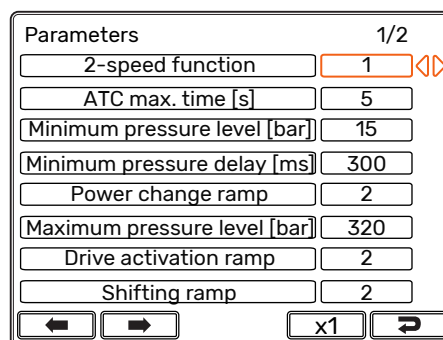 Parameters 1/2
2-speed function 1
ATC max. time [s] 5
Minimum pressure level [bar] 15
Minimum pressure delay [ms] 300
Power change ramp 2
Maximum pressure level [bar] 320
Drive activation ramp 2
Shifting ramp 2
x1